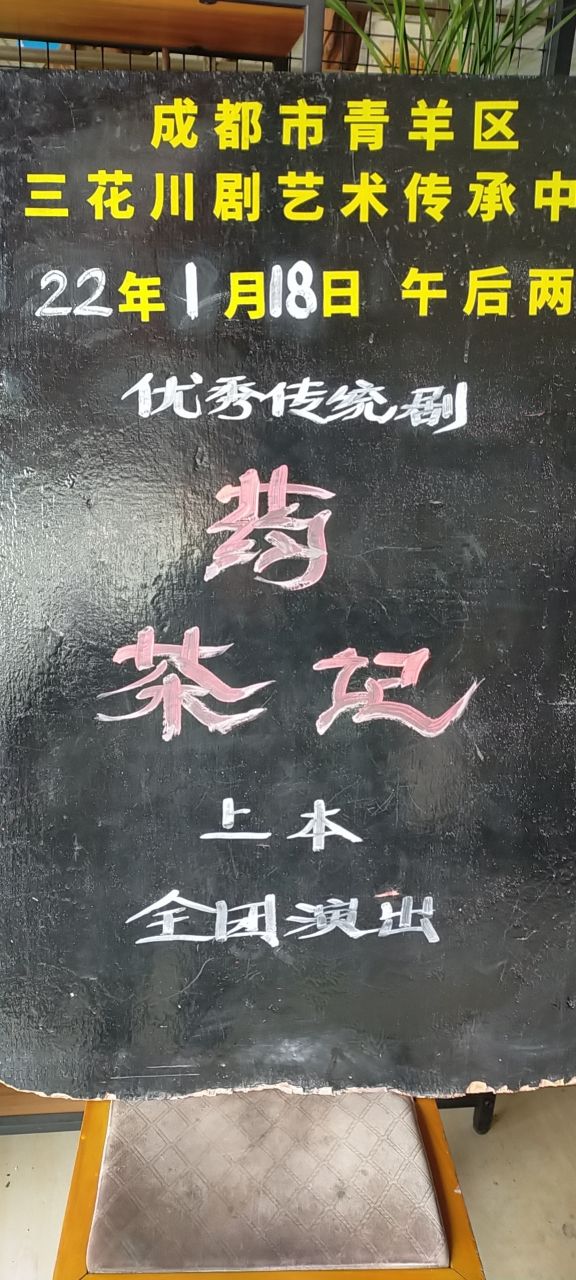 成都市青羊区
三花川剧艺术传承中
22年1月18日 午后两
优秀传统剧
药
茶记
上本
全团演出